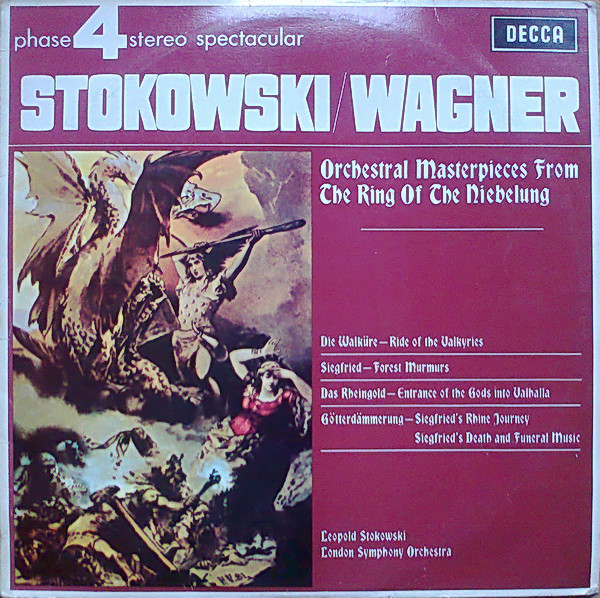 phase 4 stereo spectacular
DECCA
STOKOWSKI/WAGNER
Orchestral Masterpieces From
The Ring Of The Niebelung
Die Walküre—Ride of the Valkyries
Siegfried—Forest Murmurs
Das Rheingold—Entrance of the Gods into Valhalla
Götterdämmerung—Siegfried's Rhine Journey
Siegfried's Death and Funeral Music
Leopold Stokowski
London Symphony Orchestra